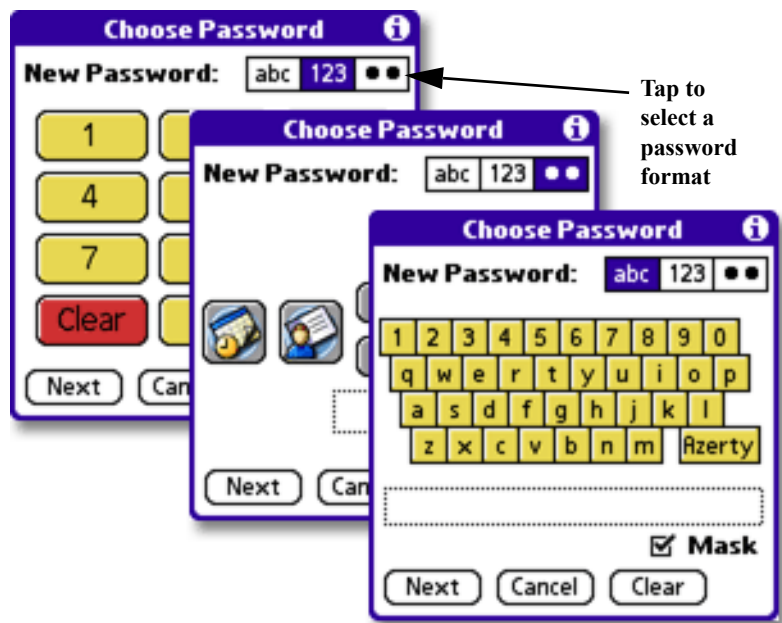 Choose Password
New Password: abc 123
1
4
7
Clear
Next
Tap to
select a
password
format
Choose Password
New Password: abc 123
Next
Choose Password
New Password: abc 123
1 2 3 4 5 6 7 8 9 0
q w e r t y u i o p
a s d f g h j k l
z x c v b n m Azerty
Mask
Next Cancel Clear